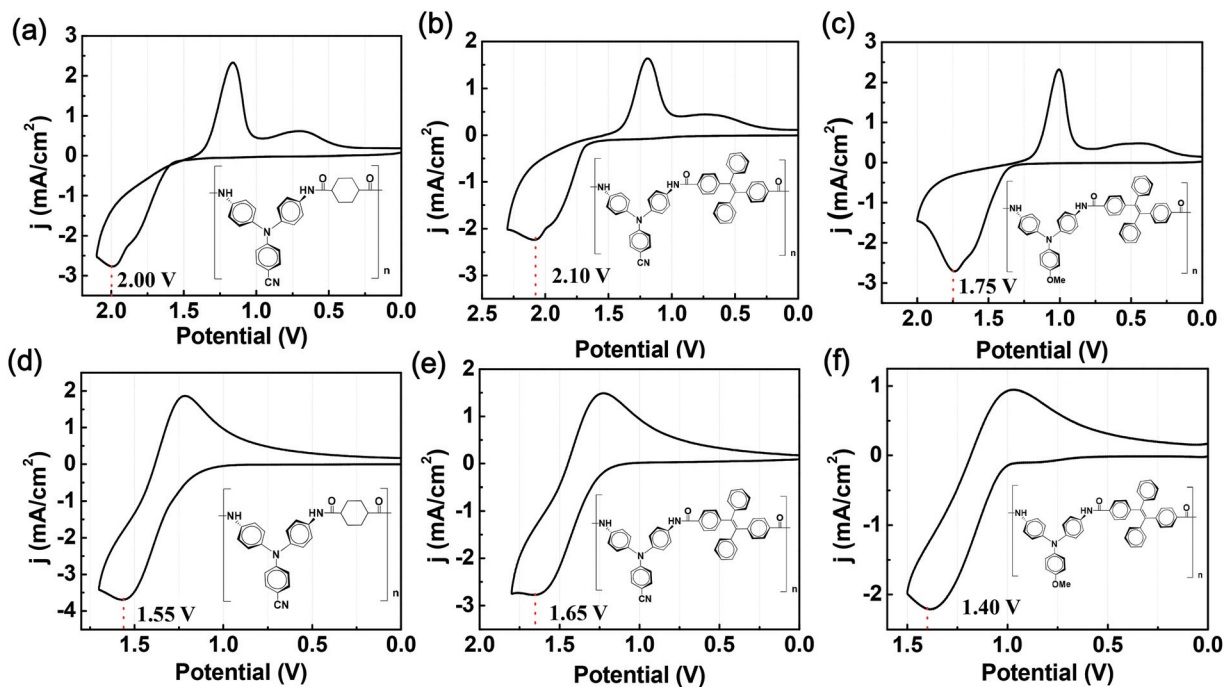 (a)
j (mA/cm²)
3
2
1
0
-1
-2
-3
2.0 1.5 1.0 0.5 0.0
Potential (V)
2.00 V
NH
HN
O
O
N
CN
n
(b)
j (mA/cm²)
3
2
1
0
-1
-2
-3
-4
2.5 2.0 1.5 1.0 0.5 0.0
Potential (V)
2.10 V
NH
HN
O
O
N
CN
n
(c)
j (mA/cm²)
3
2
1
0
-1
-2
-3
2.0 1.5 1.0 0.5 0.0
Potential (V)
1.75 V
NH
HN
O
O
N
OMe
n
(d)
j (mA/cm²)
2
1
0
-1
-2
-3
-4
1.5 1.0 0.5 0.0
Potential (V)
1.55 V
NH
HN
O
O
N
CN
n
(e)
j (mA/cm²)
2
1
0
-1
-2
-3
1.5 1.0 0.5 0.0
Potential (V)
1.65 V
NH
HN
O
O
N
CN
n
(f)
j (mA/cm²)
1
0
-1
-2
1.5 1.0 0.5 0.0
Potential (V)
1.40 V
NH
HN
O
O
N
OMe
n